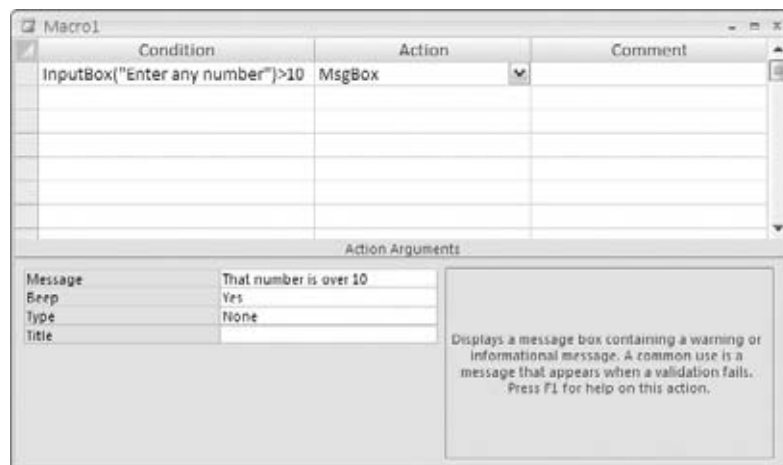 Macro1
Condition Action Comment
InputBox("Enter any number")>10 MsgBox
Action Arguments
Message That number is over 10
Beep Yes
Type None
Title
Displays a message box containing a warning or
informational message. A common use is a
message that appears when a validation fails.
Press F1 for help on this action.